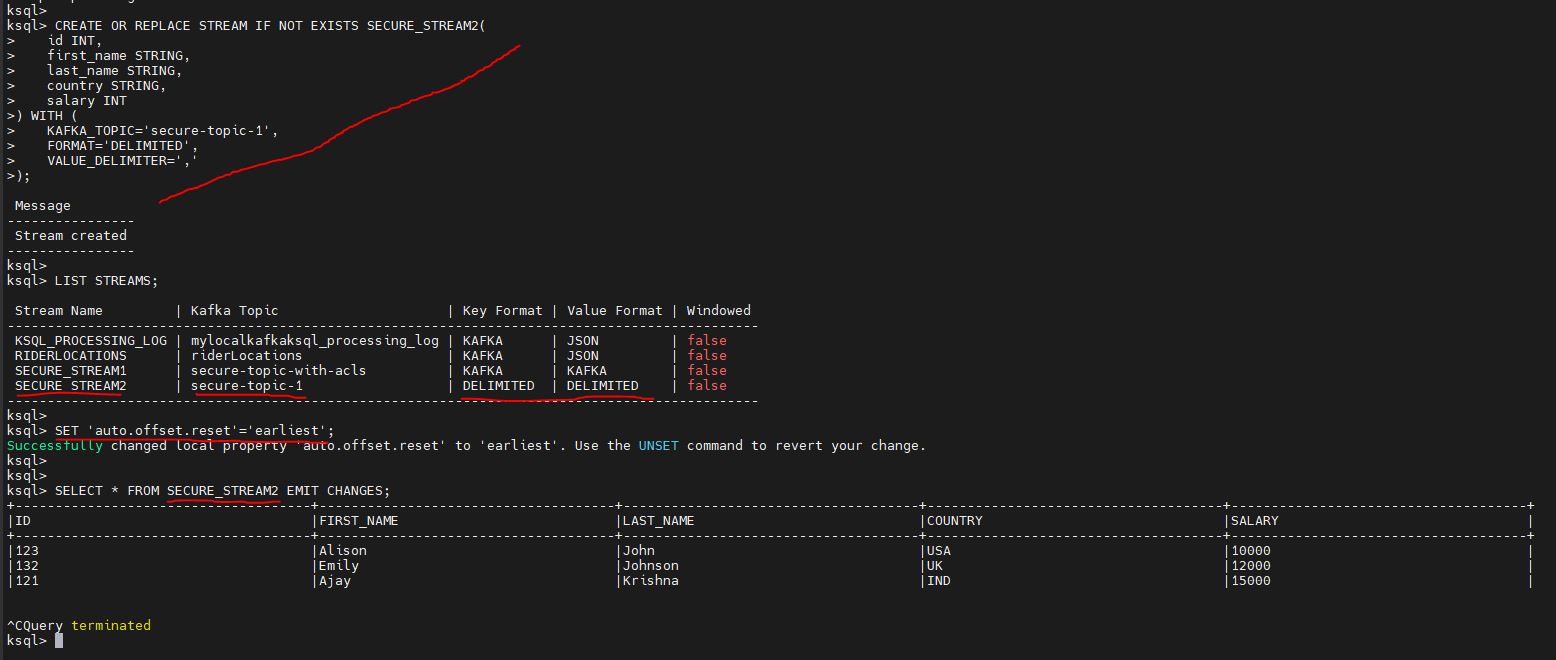 ksql>
ksql> CREATE OR REPLACE STREAM IF NOT EXISTS SECURE_STREAM2(
>    id INT,
>    first_name STRING,
>    last_name STRING,
>    country STRING,
>    salary INT
>) WITH (
>    KAFKA_TOPIC='secure-topic-1',
>    FORMAT='DELIMITED',
>    VALUE_DELIMITER=','
>);
Message
----------------
Stream created
----------------
ksql>
ksql> LIST STREAMS;
Stream Name | Kafka Topic | Key Format | Value Format | Windowed
KSQL_PROCESSING_LOG | mylocalkafkaksql_processing_log | KAFKA | JSON | false
RIDERLOCATIONS | riderLocations | KAFKA | JSON | false
SECURE_STREAM1 | secure-topic-with-acls | KAFKA | KAFKA | false
SECURE_STREAM2 | secure-topic-1 | DELIMITED | DELIMITED | false
ksql>
ksql> SET 'auto.offset.reset'='earliest';
Successfully changed local property 'auto.offset.reset' to 'earliest'. Use the UNSET command to revert your change.
ksql>
ksql>
ksql> SELECT * FROM SECURE_STREAM2 EMIT CHANGES;
|ID |FIRST_NAME |LAST_NAME |COUNTRY |SALARY |
|123 |Alison |John |USA |10000 |
|132 |Emily |Johnson |UK |12000 |
|121 |Ajay |Krishna |IND |15000 |
^CQuery terminated
ksql>